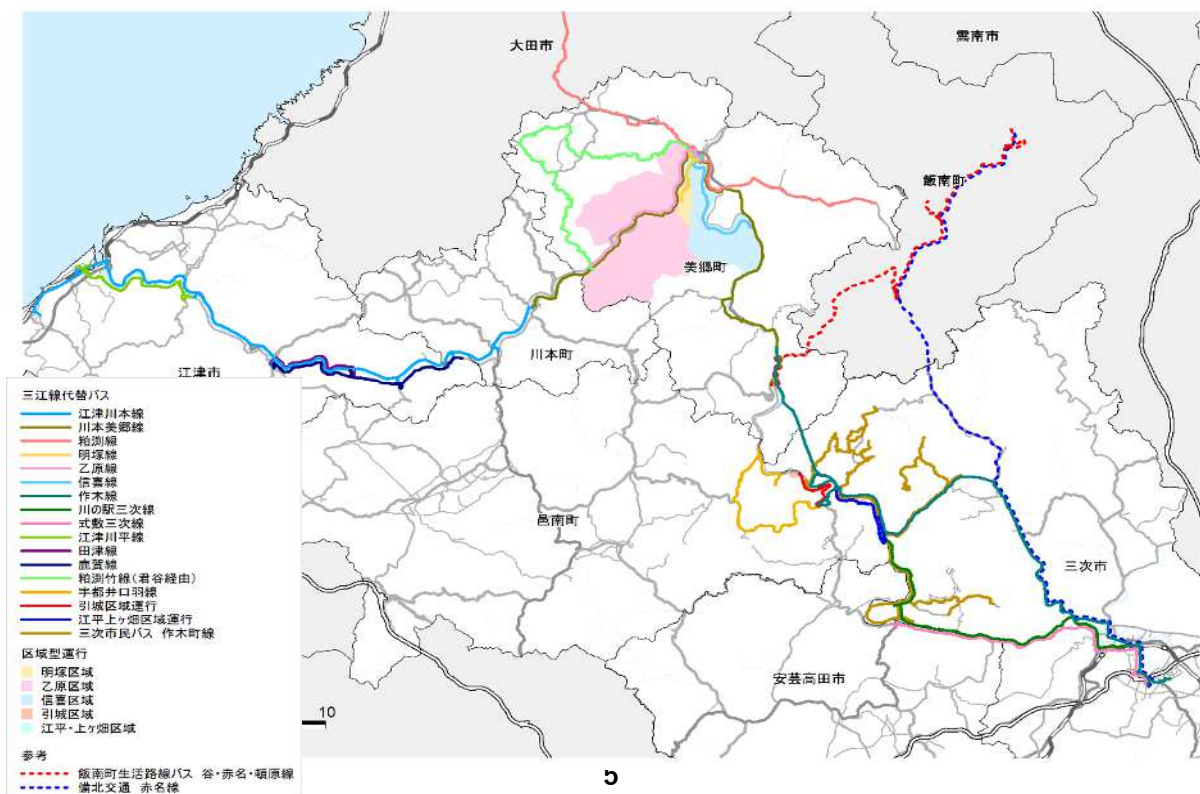 大田市
雲南市
飯南町
美郷町
川本町
江津市
邑南町
三次市
安芸高田市
三江線代替バス
江津川本線
川本美郷線
粕渕線
明塚線
乙原線
信喜線
作木線
川の駅三次線
式敷三次線
江津川平線
田津線
鹿賀線
粕渕竹線(君谷経由)
宇都井口羽線
引城区域運行
江平上ヶ畑区域運行
三次市民バス 作木町線
区域型運行
明塚区域
乙原区域
信喜区域
引城区域
江平・上ヶ畑区域
10
参考
飯南町生活路線バス 谷・赤名・頓原線
備北交通 赤名線
5